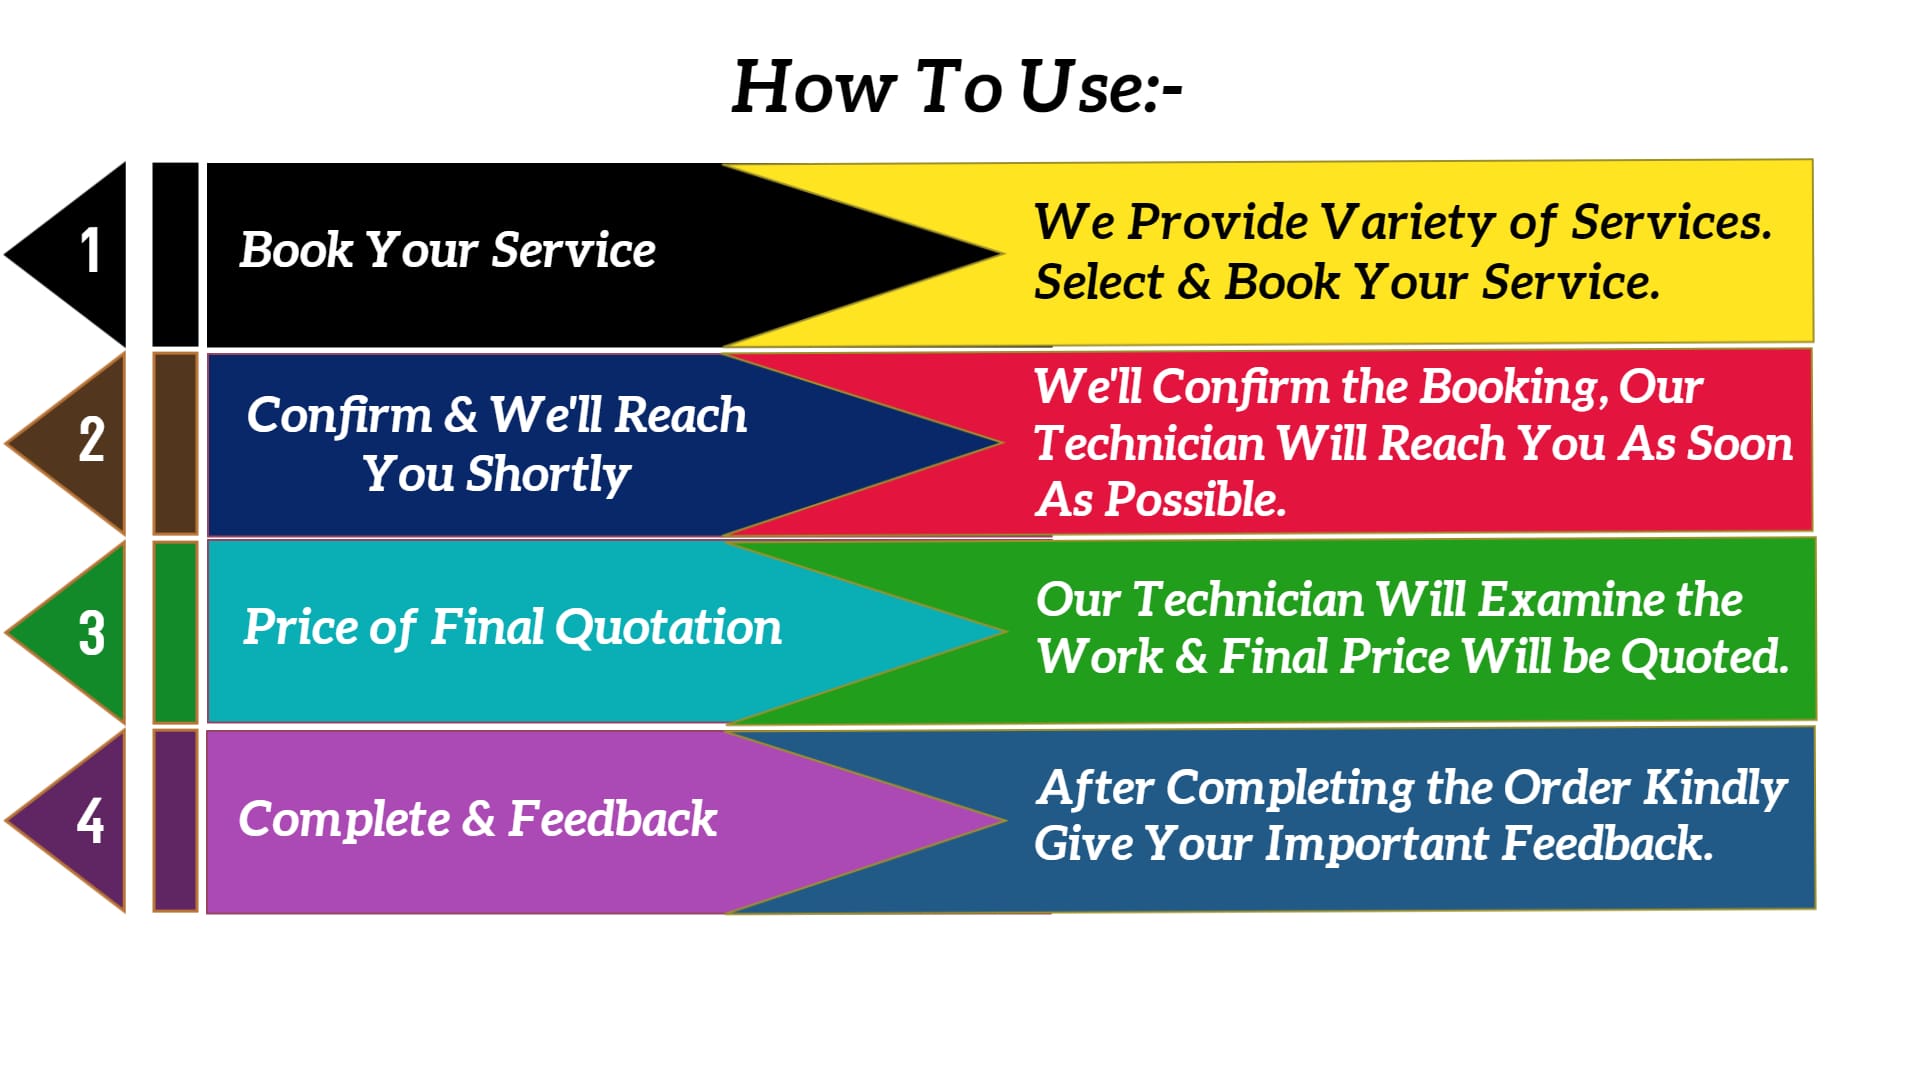 How To Use:-
1
Book Your Service
We Provide Variety of Services.
Select & Book Your Service.
2
Confirm & We'll Reach
You Shortly
We'll Confirm the Booking, Our
Technician Will Reach You As Soon
As Possible.
3
Price of Final Quotation
Our Technician Will Examine the
Work & Final Price Will be Quoted.
4
Complete & Feedback
After Completing the Order Kindly
Give Your Important Feedback.